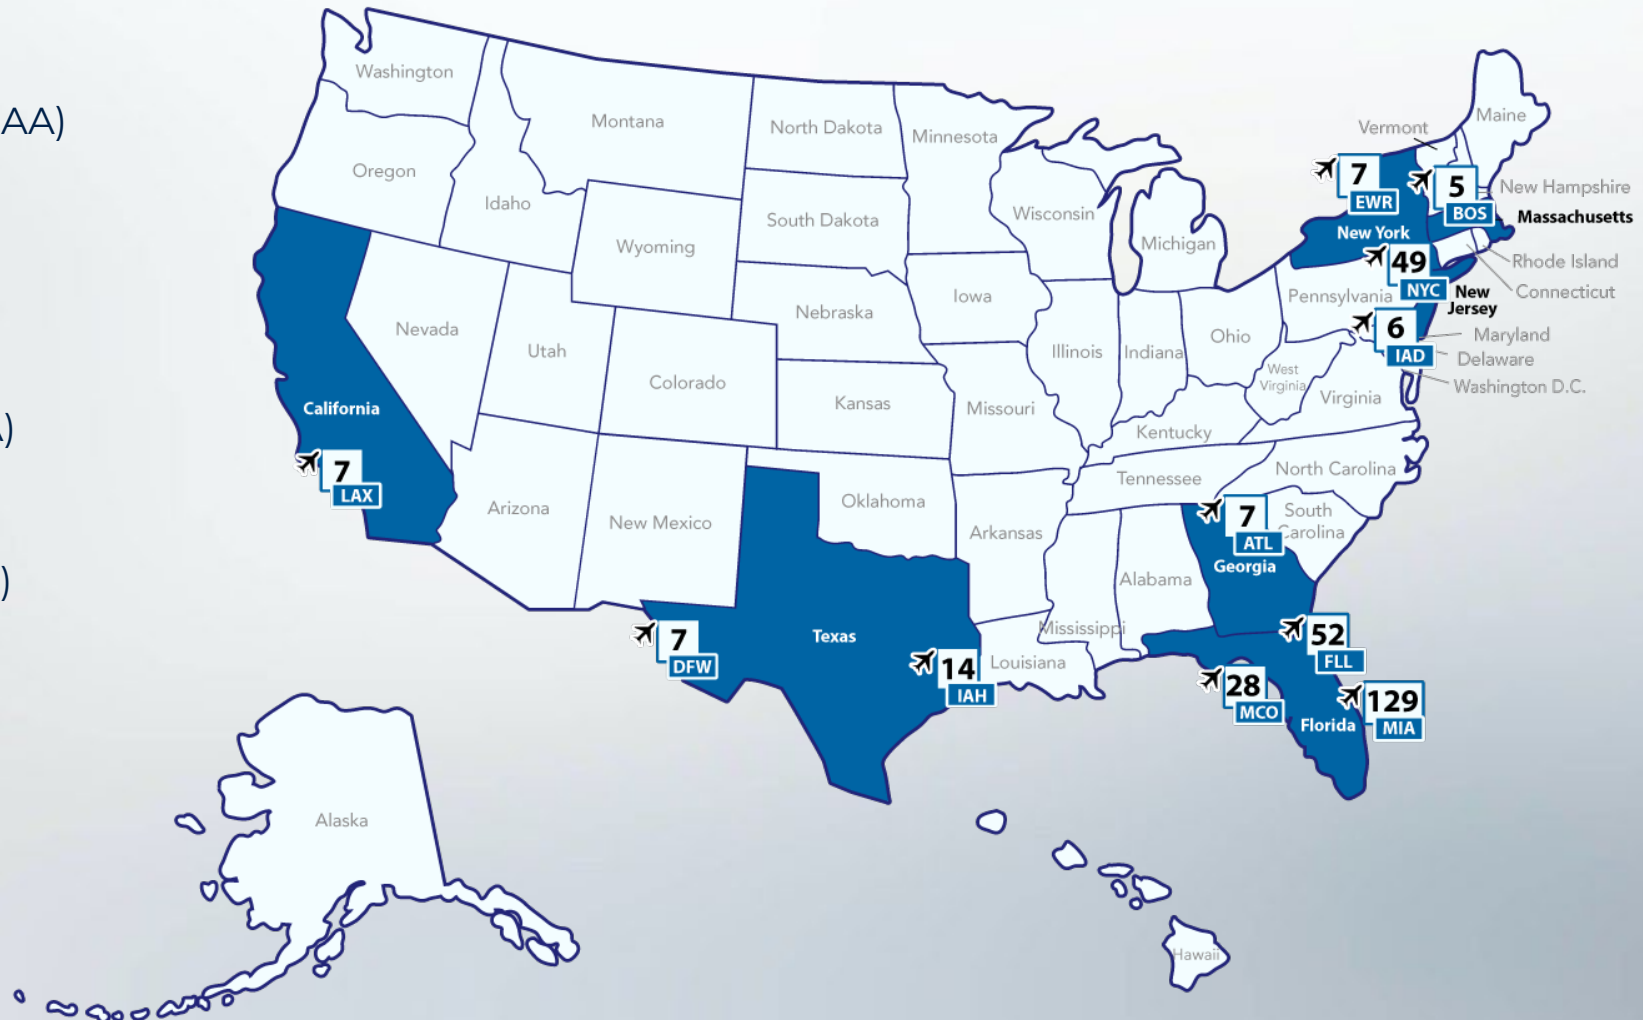 AA)
)
)
Washington
Oregon
Idaho
Montana
North Dakota
Minnesota
South Dakota
Wyoming
Wisconsin
Michigan
Nebraska
Iowa
Nevada
Utah
Colorado
Kansas
Missouri
Illinois
Indiana
Ohio
Pennsylvania
West
Virginia
Virginia
Kentucky
Tennessee
North Carolina
South
Carolina
Arizona
New Mexico
Oklahoma
Arkansas
Alabama
Mississippi
Louisiana
California
7
LAX
Texas
7
DFW
14
IAH
Georgia
7
ATL
52
FLL
28
MCO
Florida
129
MIA
Vermont
Maine
7
EWR
5
BOS
New Hampshire
Massachusetts
New York
49
NYC
Rhode Island
Connecticut
New
Jersey
6
IAD
Maryland
Delaware
Washington D.C.
Alaska
Hawaii